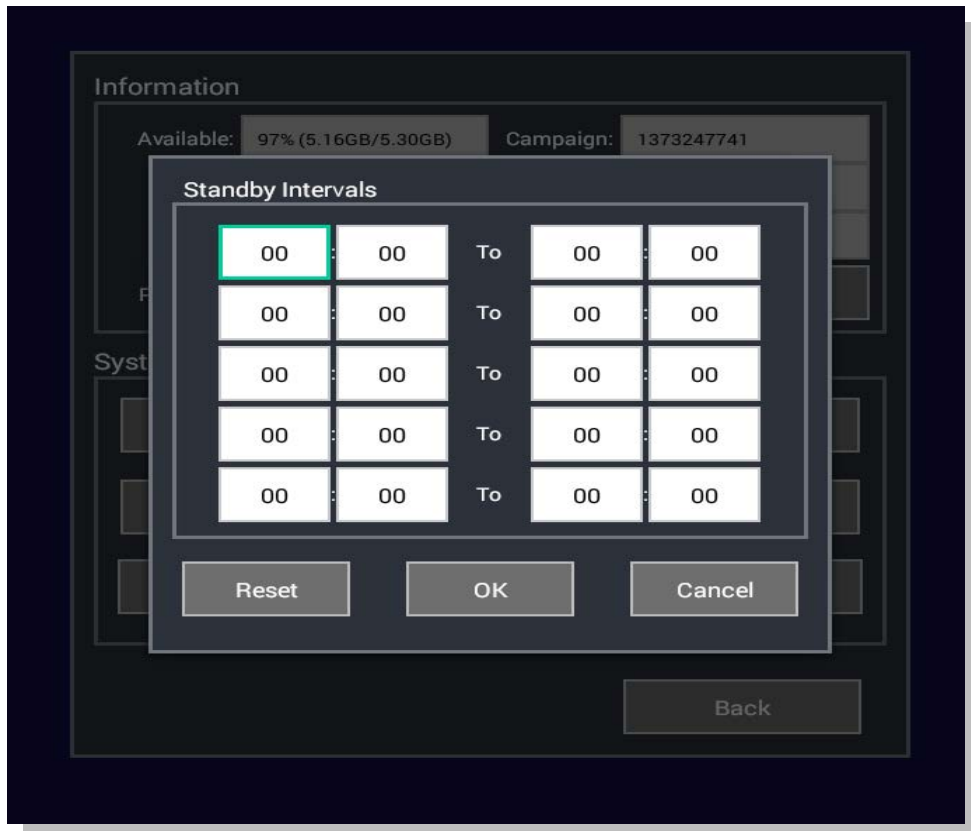 Information
Available: 97% (5.16GB/5.30GB) Campaign: 1373247741
Standby Intervals
00 : 00 To 00 : 00
00 : 00 To 00 : 00
00 : 00 To 00 : 00
00 : 00 To 00 : 00
00 : 00 To 00 : 00
Syst
Reset OK Cancel
Back